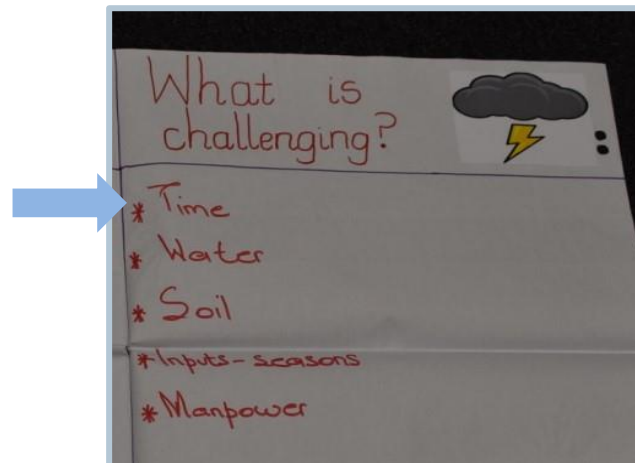 What is
challenging?
* Time
* Water
* Soil
* Inputs - seasons
* Manpower